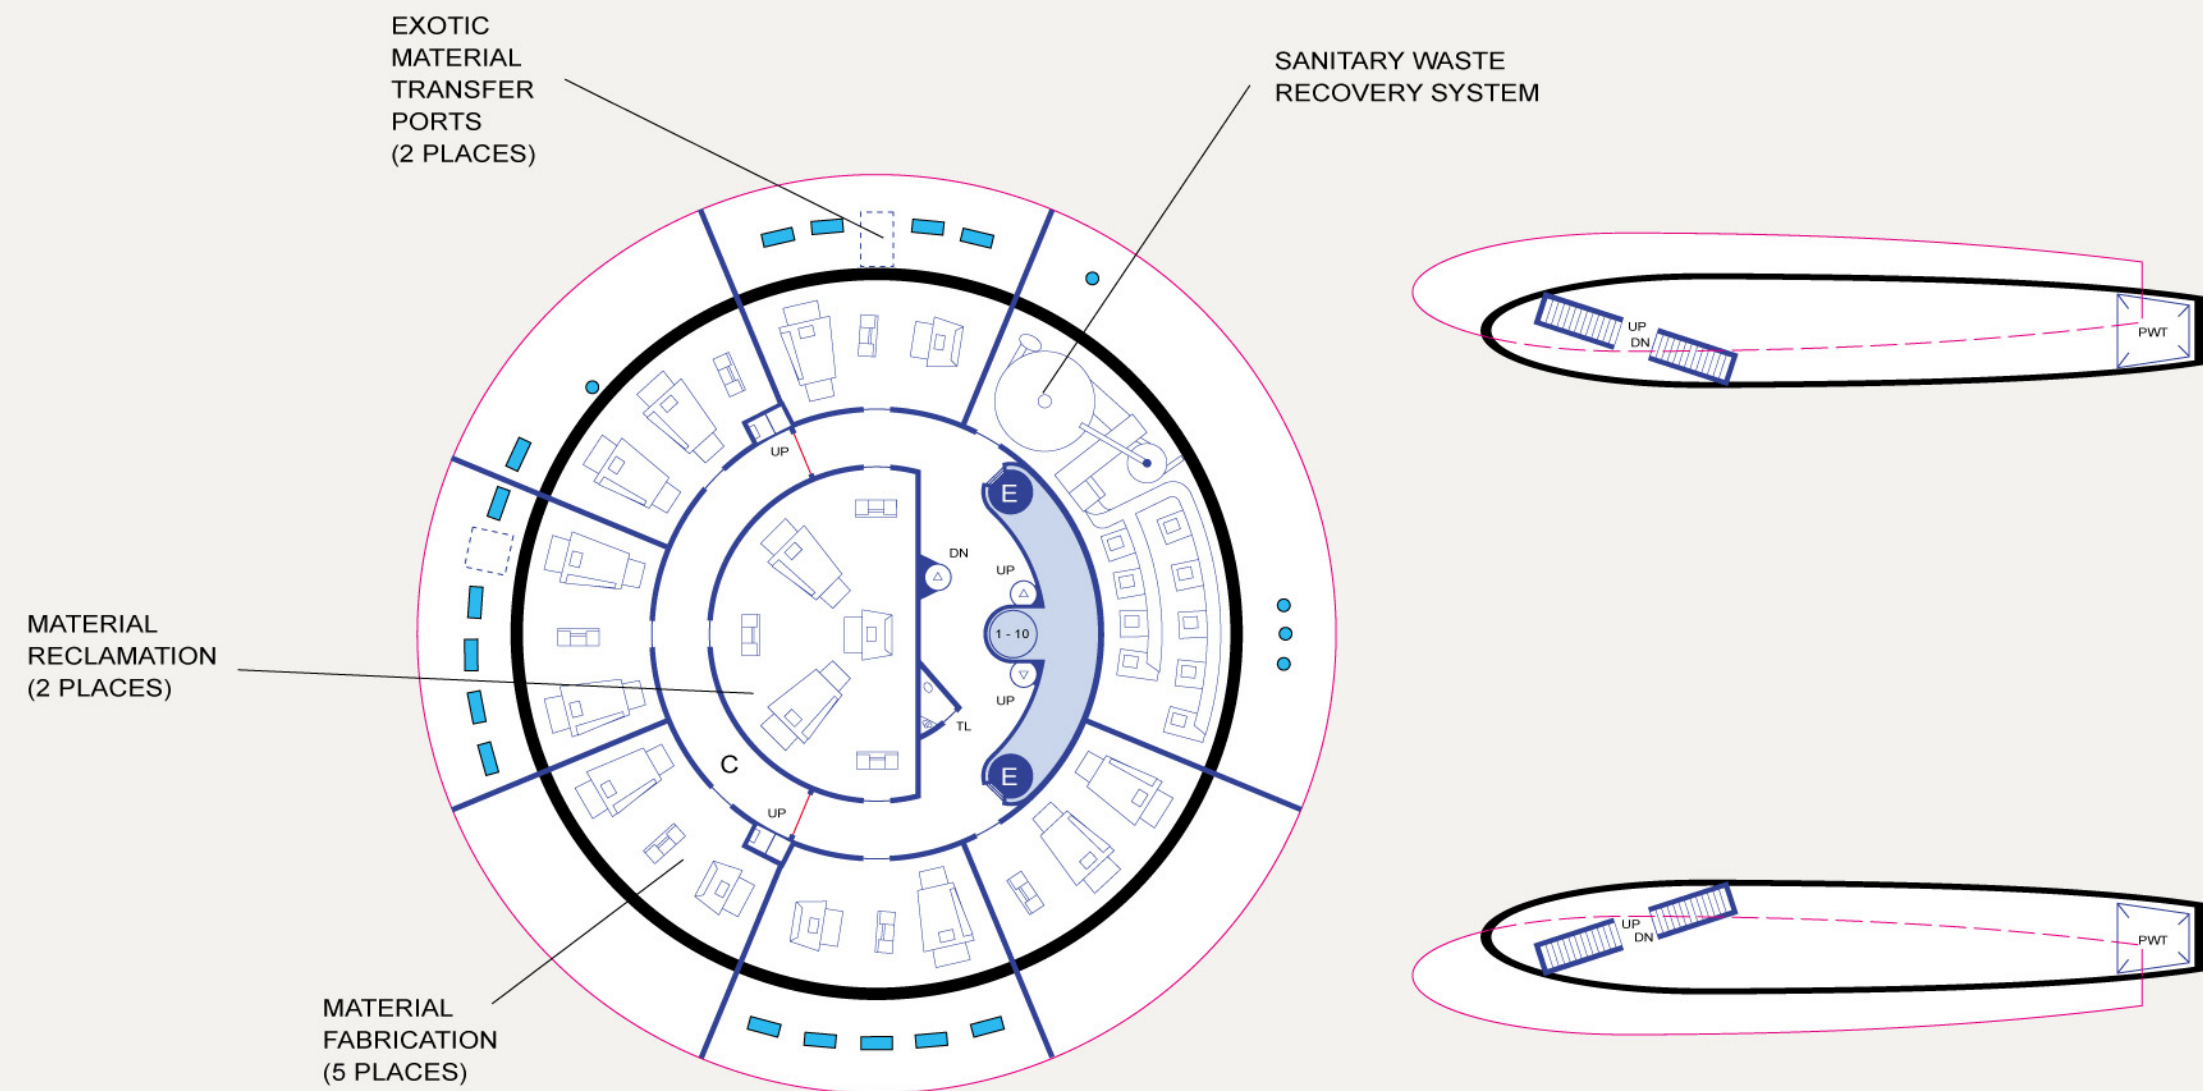 EXOTIC
MATERIAL
TRANSFER
PORTS
(2 PLACES)
SANITARY WASTE
RECOVERY SYSTEM
UP
DN
PWT
UP
E
DN
UP
1 - 10
UP
TL
E
C
UP
MATERIAL
RECLAMATION
(2 PLACES)
UP
DN
PWT
MATERIAL
FABRICATION
(5 PLACES)